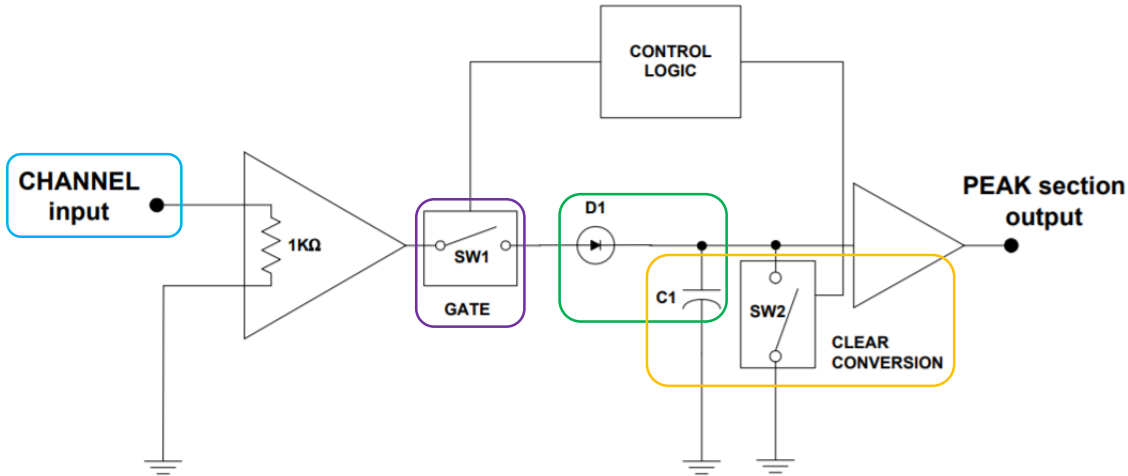 CONTROL
LOGIC
CHANNEL
input
1KΩ
SW1
GATE
D1
C1
SW2
CLEAR
CONVERSION
PEAK section
output